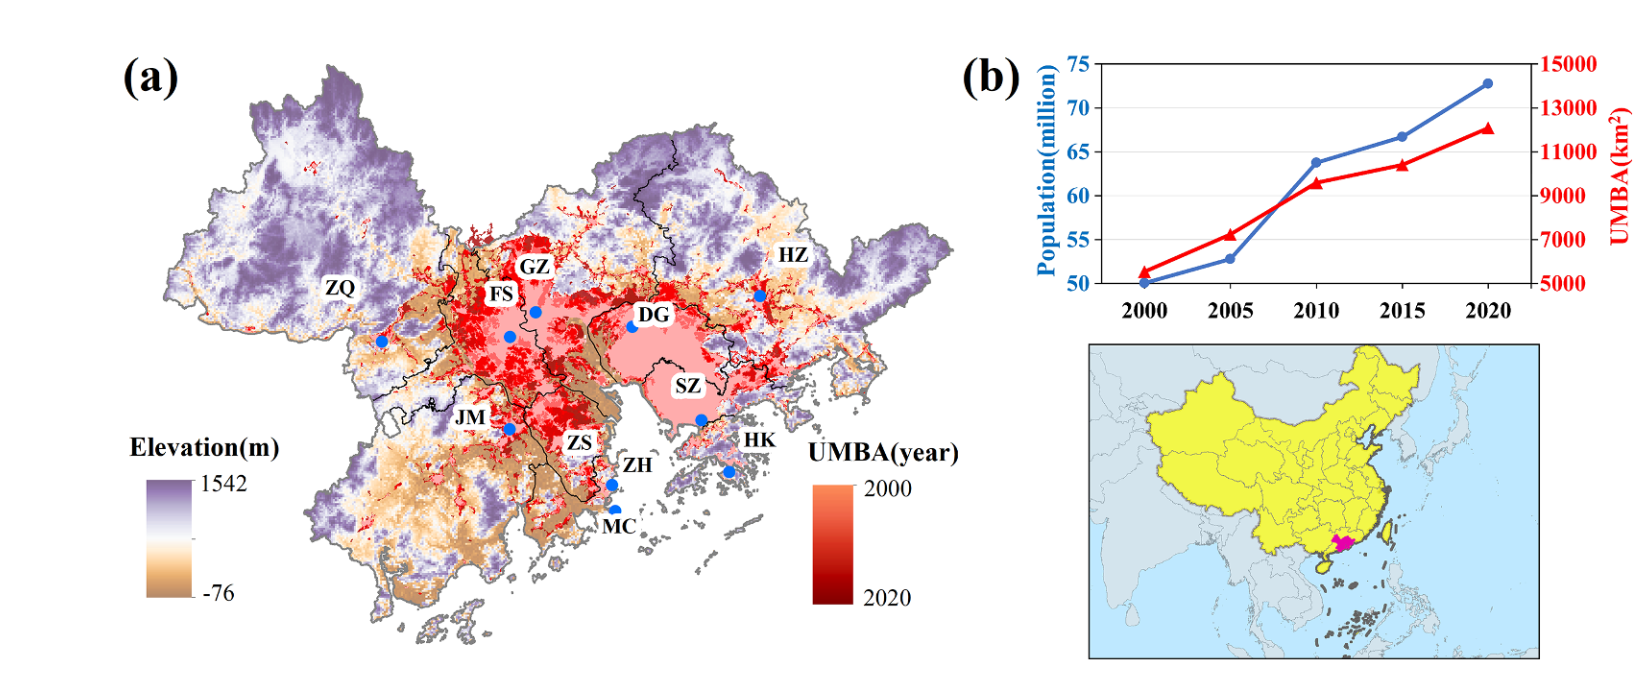 (a)
ZQ
GZ
FS
HZ
DG
SZ
JM
ZS
HK
ZH
MC
Elevation(m)
1542
-76
UMBA(year)
2000
2020
(b)
Population(million)
75
70
65
60
55
50
15000
13000
11000
9000
7000
5000
UMBA(km²)
2000 2005 2010 2015 2020